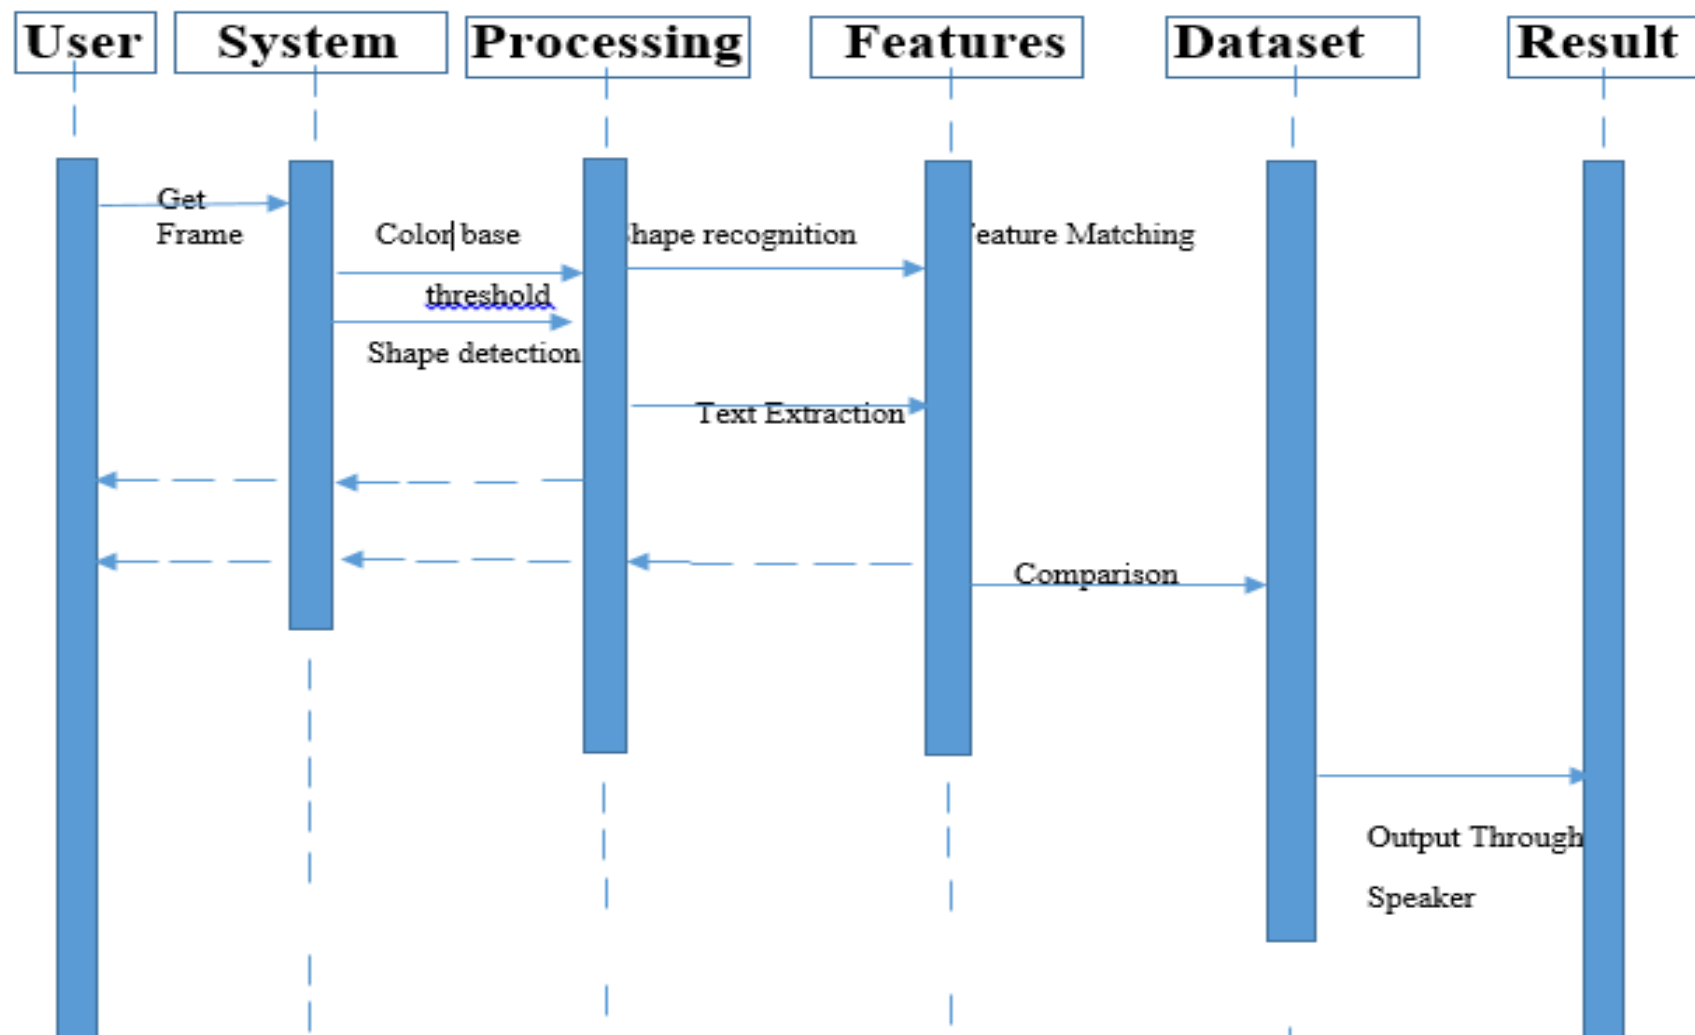 User System Processing Features Dataset Result
Get
Frame Color base hape recognition eature Matching
threshold
Shape detection
Text Extraction
Comparison
Output Through
Speaker